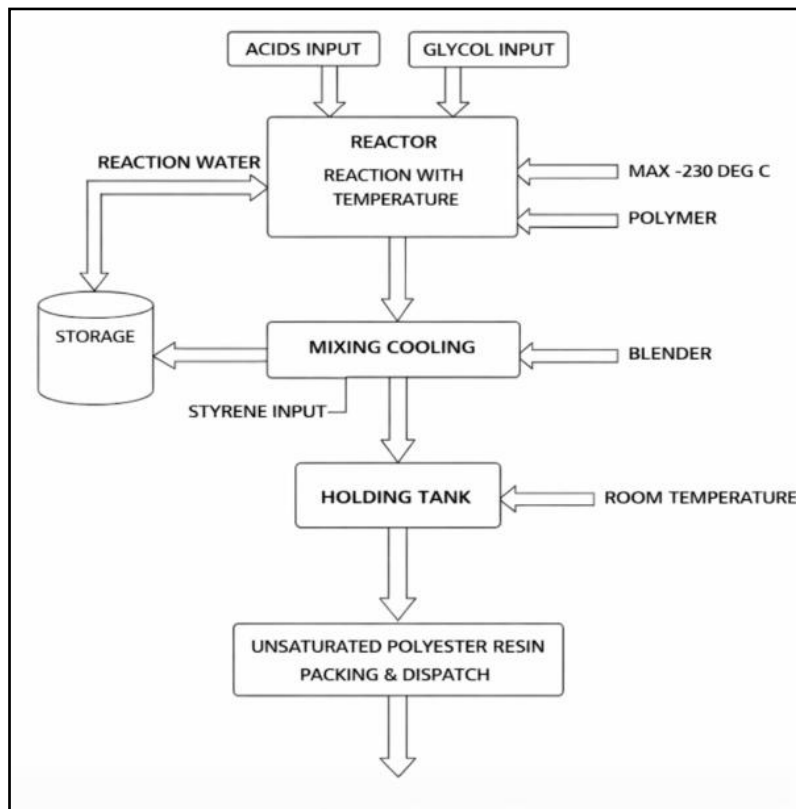 ACIDS INPUT
GLYCOL INPUT
REACTOR
REACTION WITH
TEMPERATURE
REACTION WATER
MAX -230 DEG C
POLYMER
STORAGE
MIXING COOLING
BLENDER
STYRENE INPUT
HOLDING TANK
ROOM TEMPERATURE
UNSATURATED POLYESTER RESIN
PACKING & DISPATCH